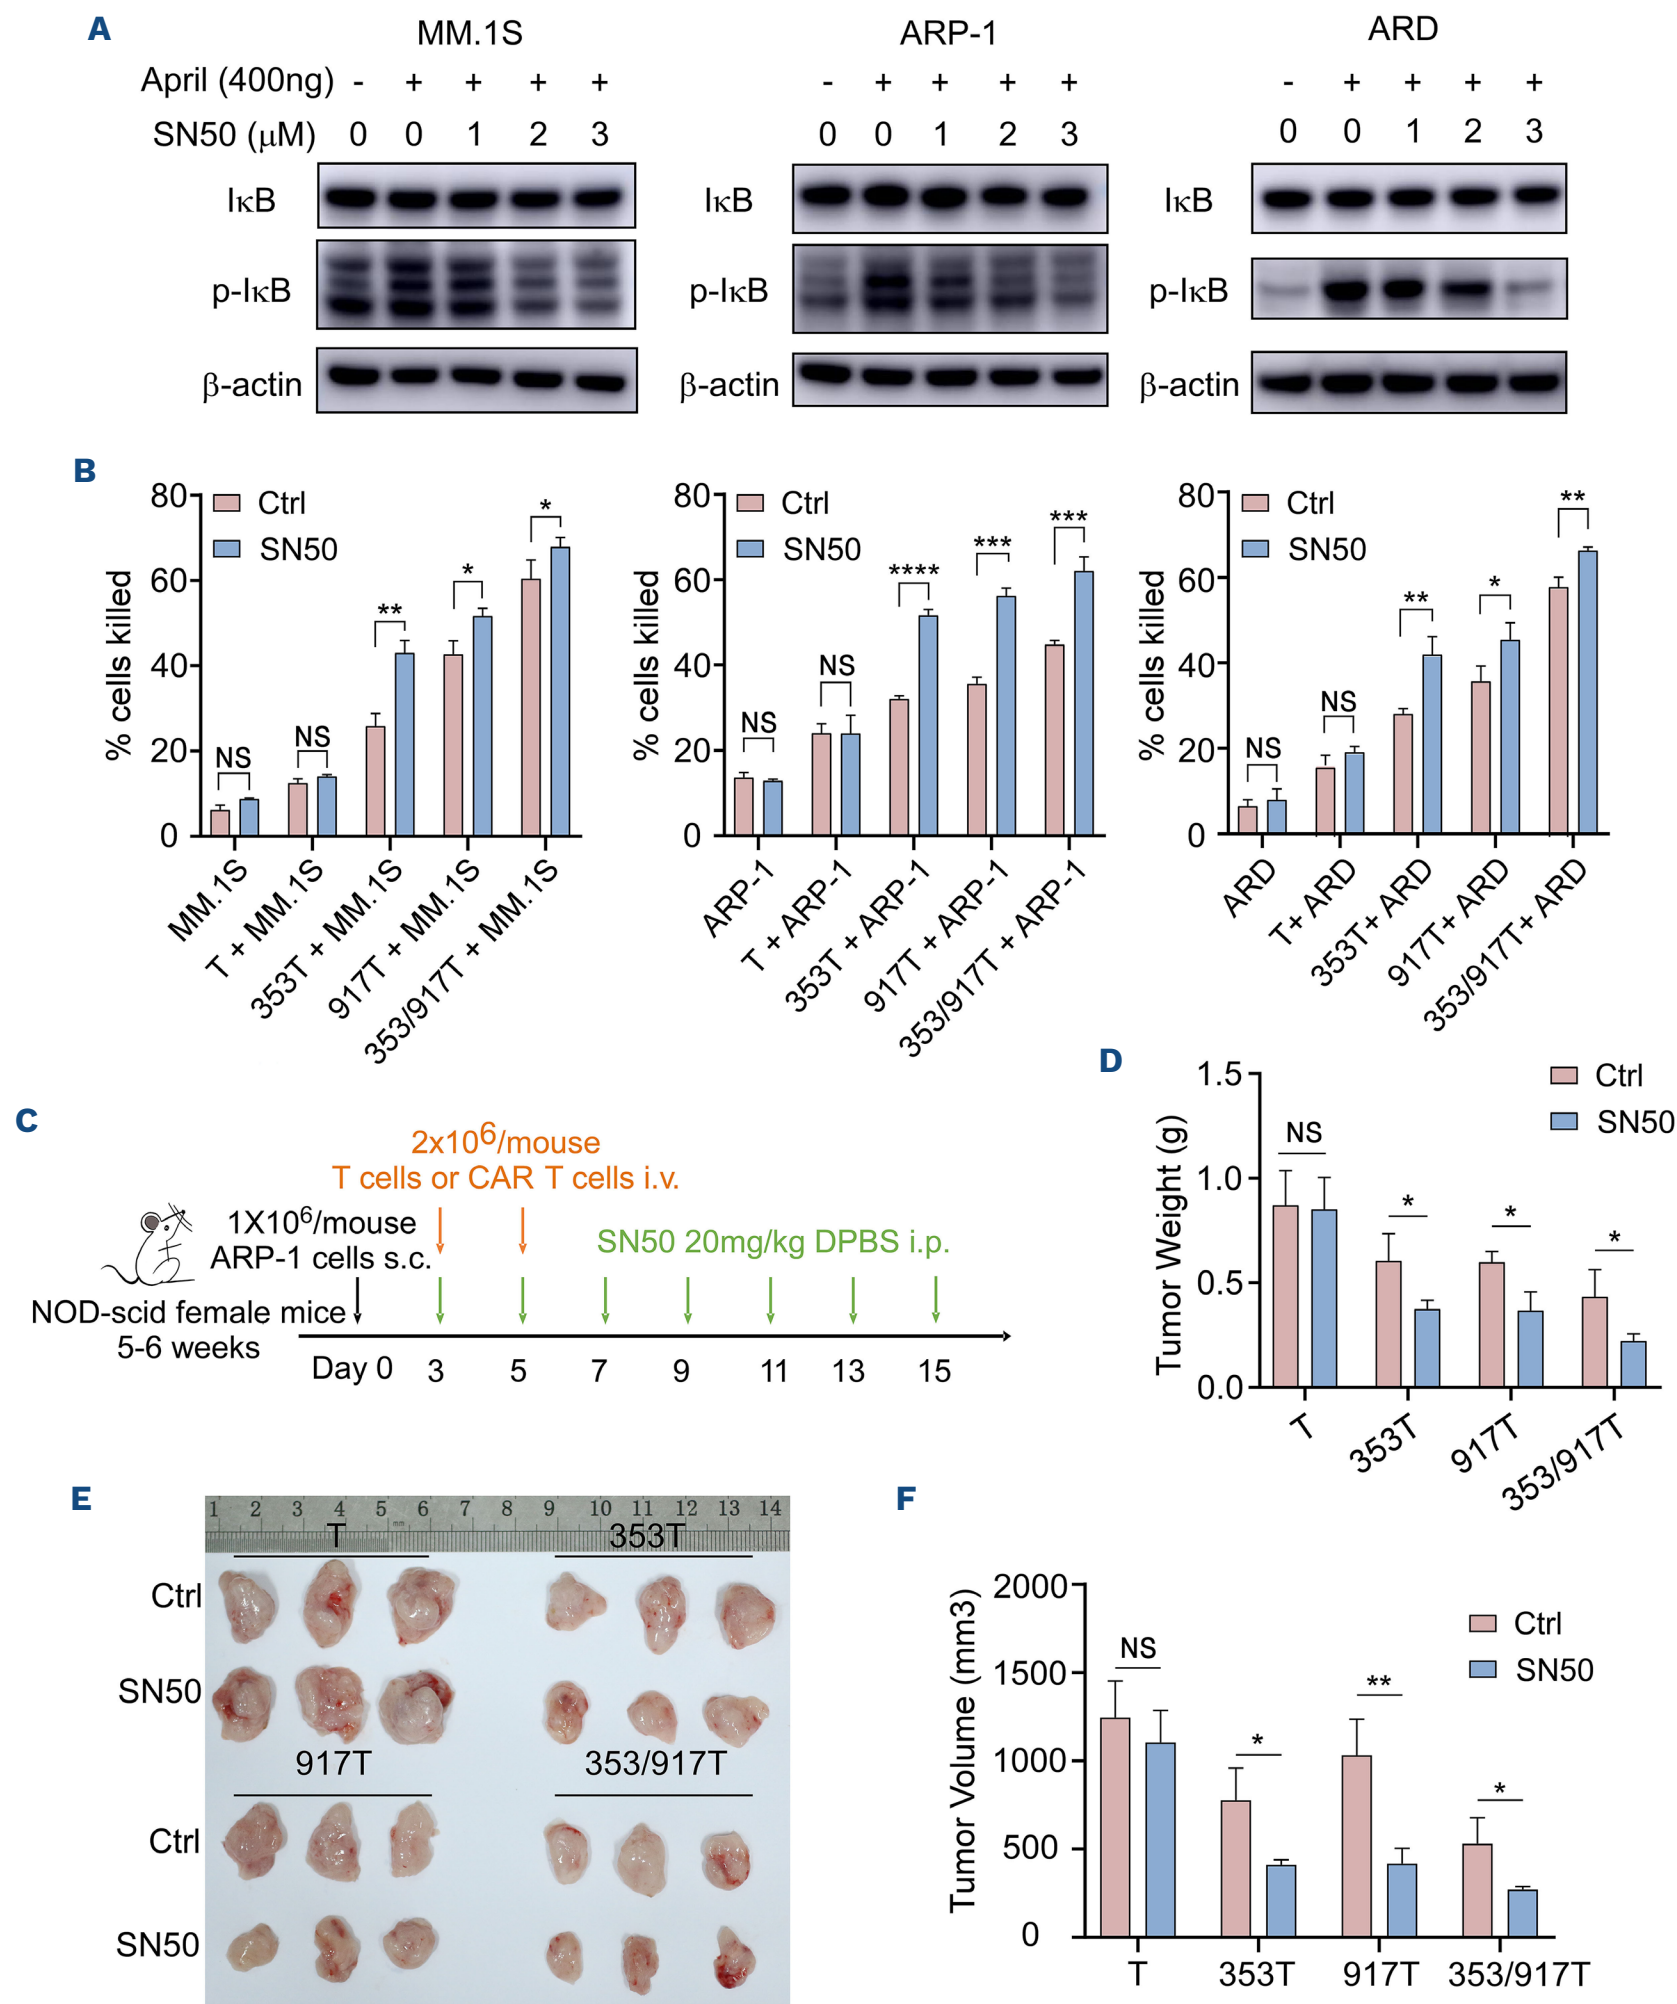 A
MM.1S ARP-1 ARD
April (400ng) - + + + + - + + + + - + + + +
SN50 (μM) 0 0 1 2 3 0 0 1 2 3 0 0 1 2 3
IκB IκB IκB
p-IκB p-IκB p-IκB
β-actin β-actin β-actin
B
% cells killed
80
60
40
20
0
Ctrl
SN50
NS NS ** * *
MM.1S
T + MM.1S
353T + MM.1S
917T + MM.1S
353/917T + MM.1S
% cells killed
80
60
40
20
0
Ctrl
SN50
NS NS **** *** ***
ARP-1
T + ARP-1
353T + ARP-1
917T + ARP-1
353/917T + ARP-1
% cells killed
80
60
40
20
0
Ctrl
SN50
NS NS ** * **
ARD
T+ ARD
353T+ ARD
917T+ ARD
353/917T+ ARD
C
2x10⁶/mouse
T cells or CAR T cells i.v.
1X10⁶/mouse
ARP-1 cells s.c.
SN50 20mg/kg DPBS i.p.
NOD-scid female mice
5-6 weeks
Day 0 3 5 7 9 11 13 15
D
Tumor Weight (g)
1.5
1.0
0.5
0.0
Ctrl
SN50
NS * * *
T 353T 917T 353/917T
E
1 2 3 4 5 6 7 8 9 10 11 12 13 14
mm
T 353T
Ctrl
SN50
917T 353/917T
Ctrl
SN50
F
Tumor Volume (mm3)
2000
1500
1000
500
0
Ctrl
SN50
NS * ** *
T 353T 917T 353/917T